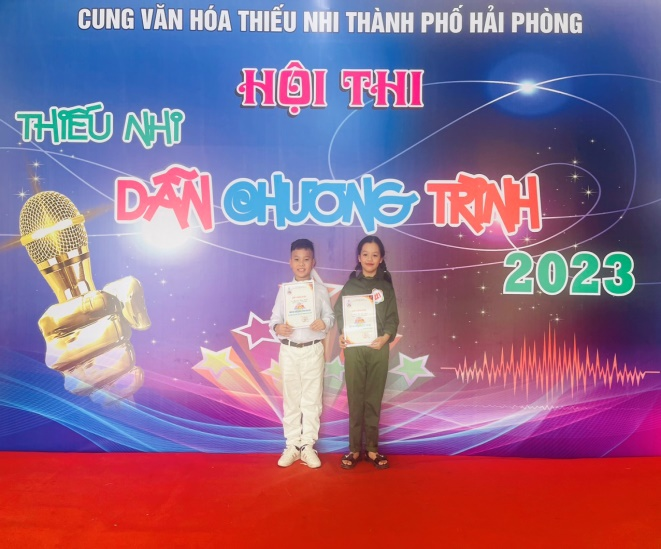 CUNG VĂN HÓA THIẾU NHI THÀNH PHỐ HẢI PHÒNG
HỘI THI
THIẾU NHI
DẪN CHƯƠNG TRÌNH
2023